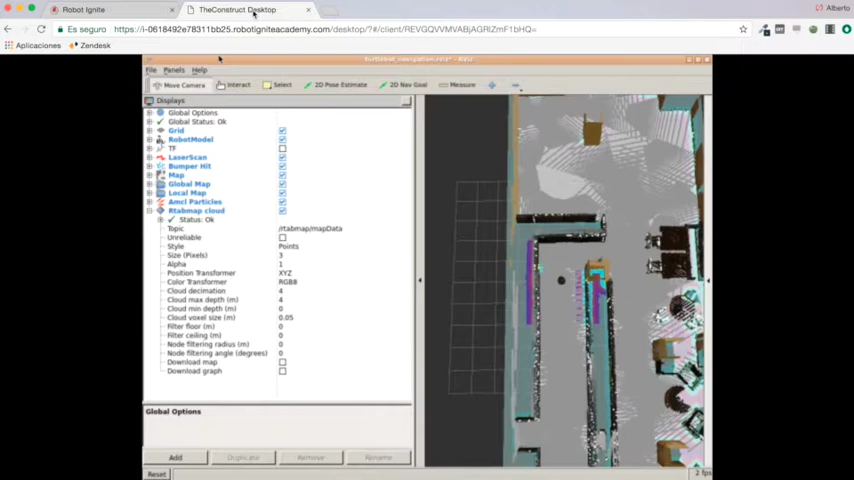 Robot Ignite
TheConstruct Desktop
Alberto
Es seguro https://i-0618492e78311bb25.robotigniteacademy.com/desktop/?#/client/REVGQVVMVABjAGRlZmF1bHQ=
Aplicaciones Zendesk
turtlebot_navigation.rviz* - RViz
File Panels Help
Move Camera Interact Select 2D Pose Estimate 2D Nav Goal Measure
Displays
Global Options
Global Status: Ok
Grid
RobotModel
TF
LaserScan
Bumper Hit
Map
Global Map
Local Map
Amcl Particles
Rtabmap cloud
Status: Ok
Topic /rtabmap/mapData
Unreliable
Style Points
Size (Pixels) 3
Alpha 1
Position Transformer XYZ
Color Transformer RGB8
Cloud decimation 4
Cloud max depth (m) 4
Cloud min depth (m) 0
Cloud voxel size (m) 0.05
Filter floor (m) 0
Filter ceiling (m) 0
Node filtering radius (m) 0
Node filtering angle (degrees) 0
Download map
Download graph
Global Options
Add Duplicate Remove Rename
Reset 2 fps